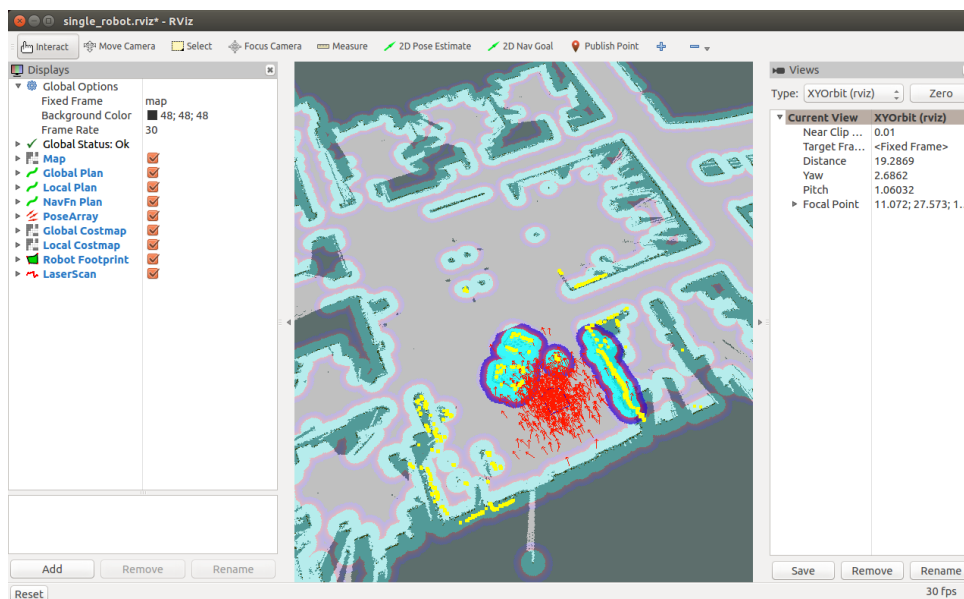 single_robot.rviz* - RViz
Interact Move Camera Select Focus Camera Measure 2D Pose Estimate 2D Nav Goal Publish Point
Displays
Global Options
Fixed Frame map
Background Color 48; 48; 48
Frame Rate 30
Global Status: Ok
Map
Global Plan
Local Plan
NavFn Plan
PoseArray
Global Costmap
Local Costmap
Robot Footprint
LaserScan
Add Remove Rename
Reset
Views
Type: XYOrbit (rviz) Zero
Current View XYOrbit (rviz)
Near Clip ... 0.01
Target Fra... <Fixed Frame>
Distance 19.2869
Yaw 2.6862
Pitch 1.06032
Focal Point 11.072; 27.573; 1...
Save Remove Rename
30 fps